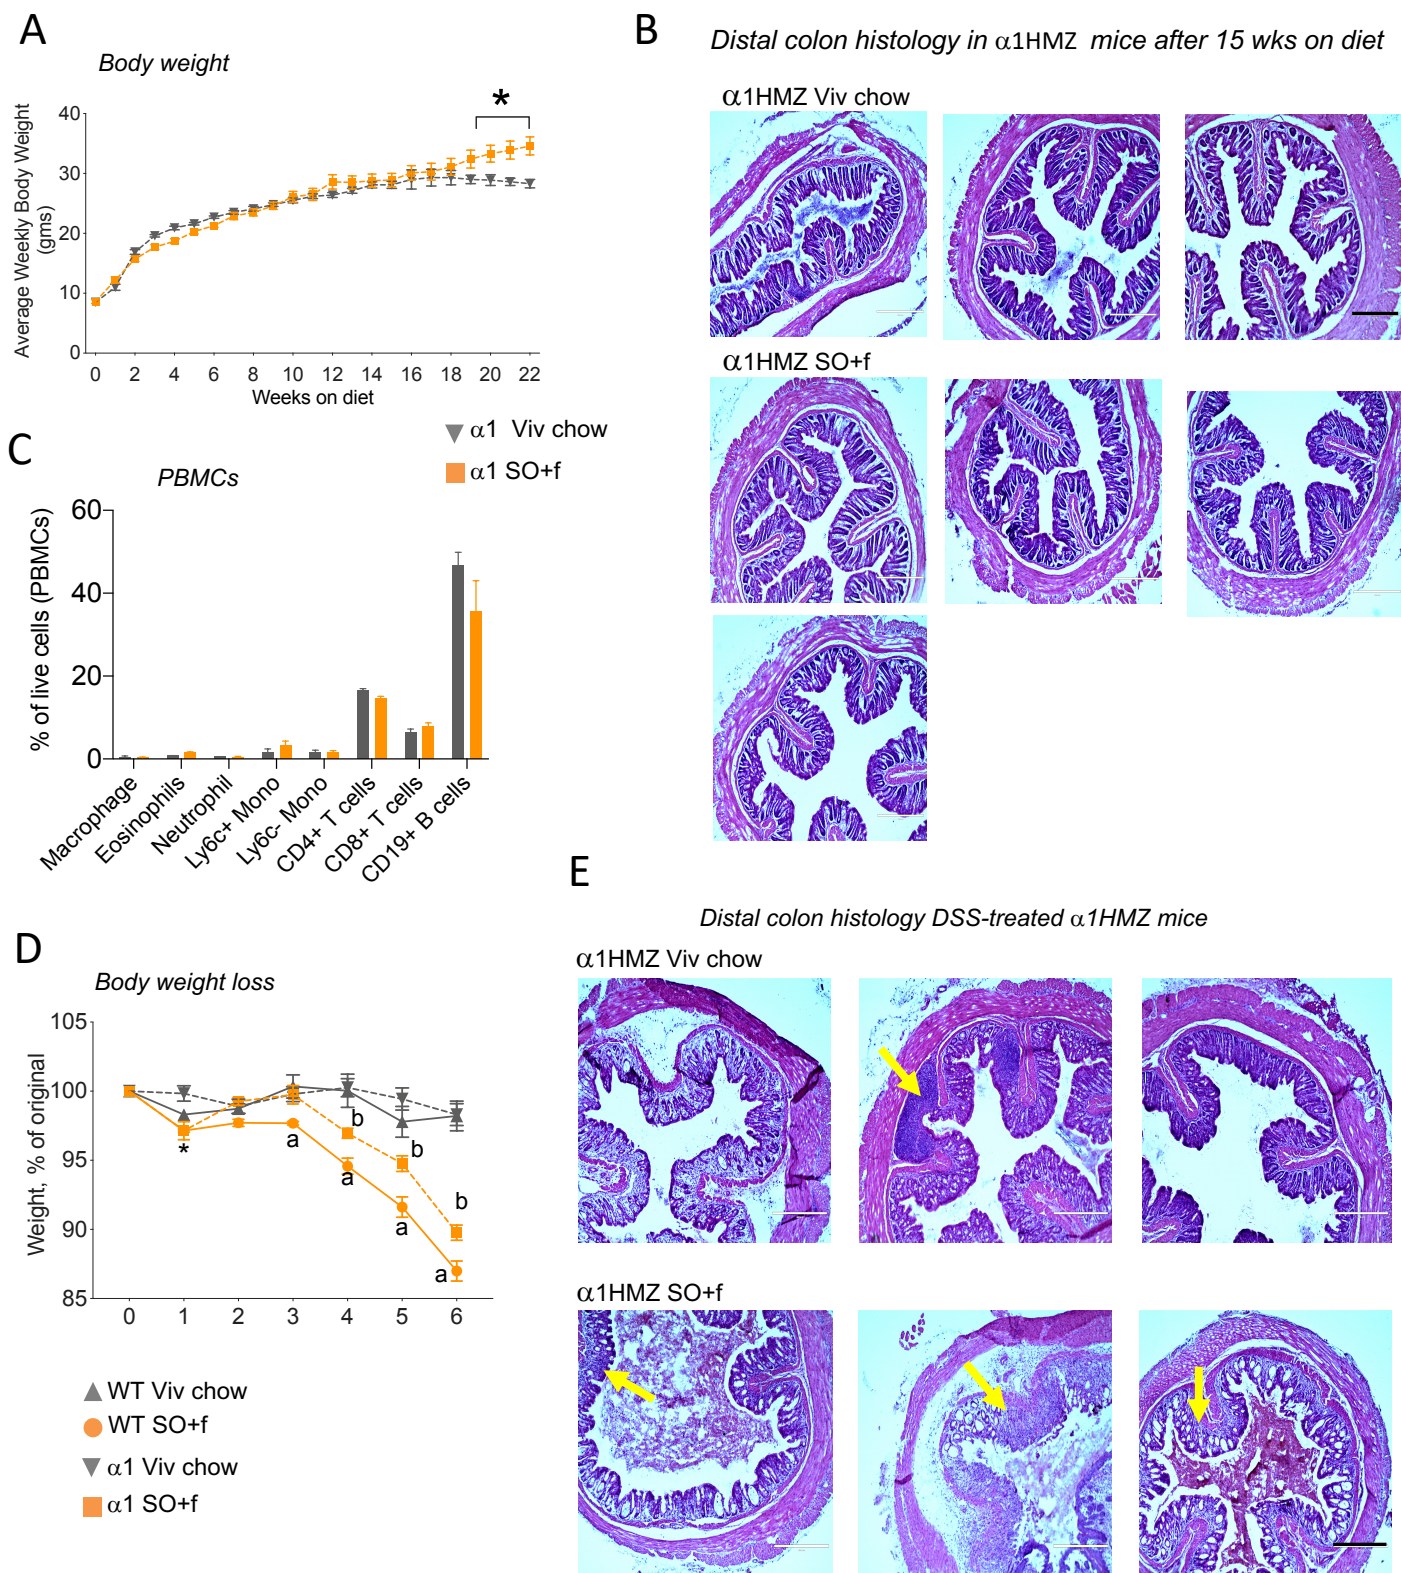 A
Body weight
Average Weekly Body Weight
(gms)
40
30
20
10
0
*
0 2 4 6 8 10 12 14 16 18 20 22
Weeks on diet
α1 Viv chow
α1 SO+f
B
Distal colon histology in α1HMZ mice after 15 wks on diet
α1HMZ Viv chow
α1HMZ SO+f
C
PBMCs
% of live cells (PBMCs)
60
40
20
0
Macrophage
Eosinophils
Neutrophil
Ly6c+ Mono
Ly6c- Mono
CD4+ T cells
CD8+ T cells
CD19+ B cells
D
Body weight loss
Weight, % of original
105
100
95
90
85
*
a
b
a
b
a
b
a
0 1 2 3 4 5 6
WT Viv chow
WT SO+f
α1 Viv chow
α1 SO+f
E
Distal colon histology DSS-treated α1HMZ mice
α1HMZ Viv chow
α1HMZ SO+f